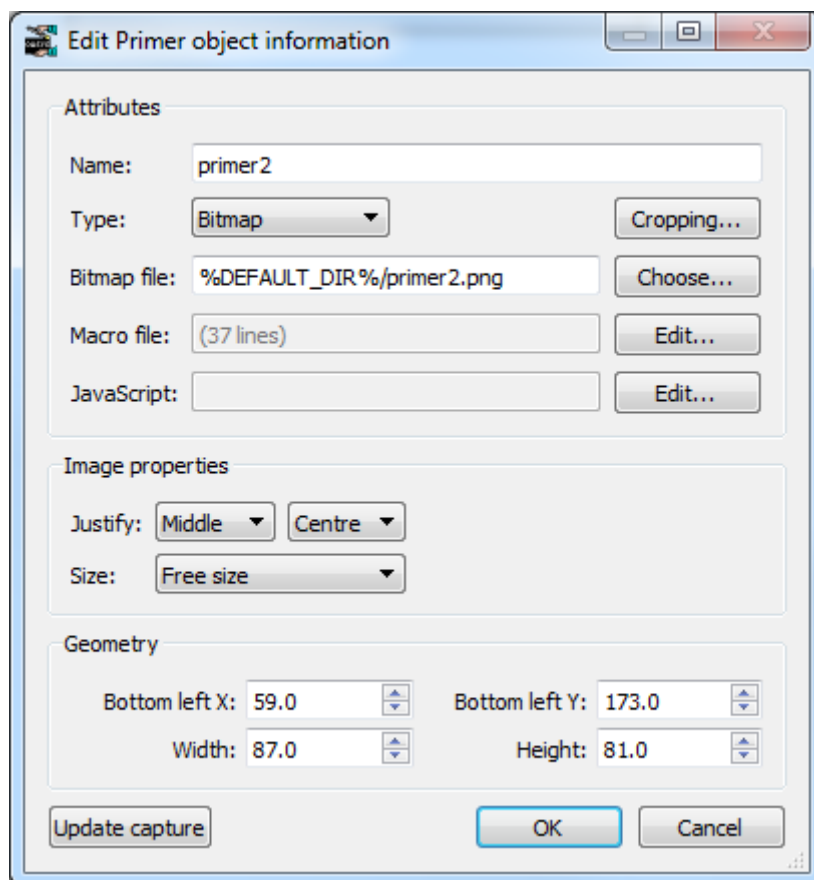 Edit Primer object information
Attributes
Name: primer2
Type: Bitmap Cropping...
Bitmap file: %DEFAULT_DIR%/primer2.png Choose...
Macro file: (37 lines) Edit...
JavaScript: Edit...
Image properties
Justify: Middle Centre
Size: Free size
Geometry
Bottom left X: 59.0 Bottom left Y: 173.0
Width: 87.0 Height: 81.0
Update capture OK Cancel